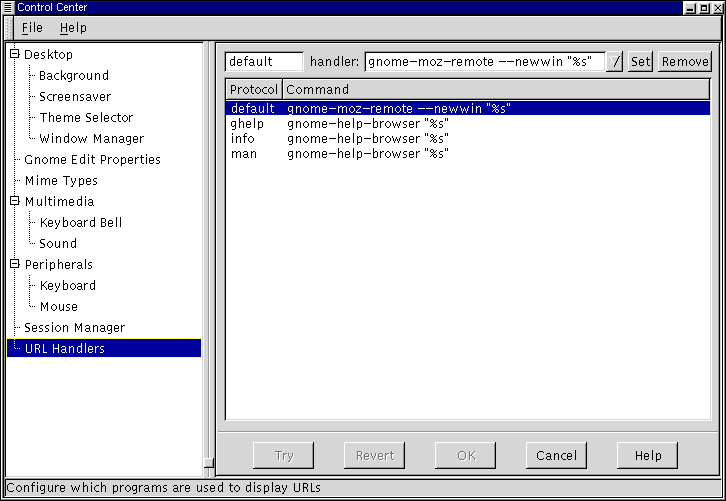 Control Center
File Help
Desktop
Background
Screensaver
Theme Selector
Window Manager
Gnome Edit Properties
Mime Types
Multimedia
Keyboard Bell
Sound
Peripherals
Keyboard
Mouse
Session Manager
URL Handlers
default handler: gnome-moz-remote --newwin "%s" Set Remove
Protocol Command
default gnome-moz-remote --newwin "%s"
ghelp gnome-help-browser "%s"
info gnome-help-browser "%s"
man gnome-help-browser "%s"
Try Revert OK Cancel Help
Configure which programs are used to display URLs